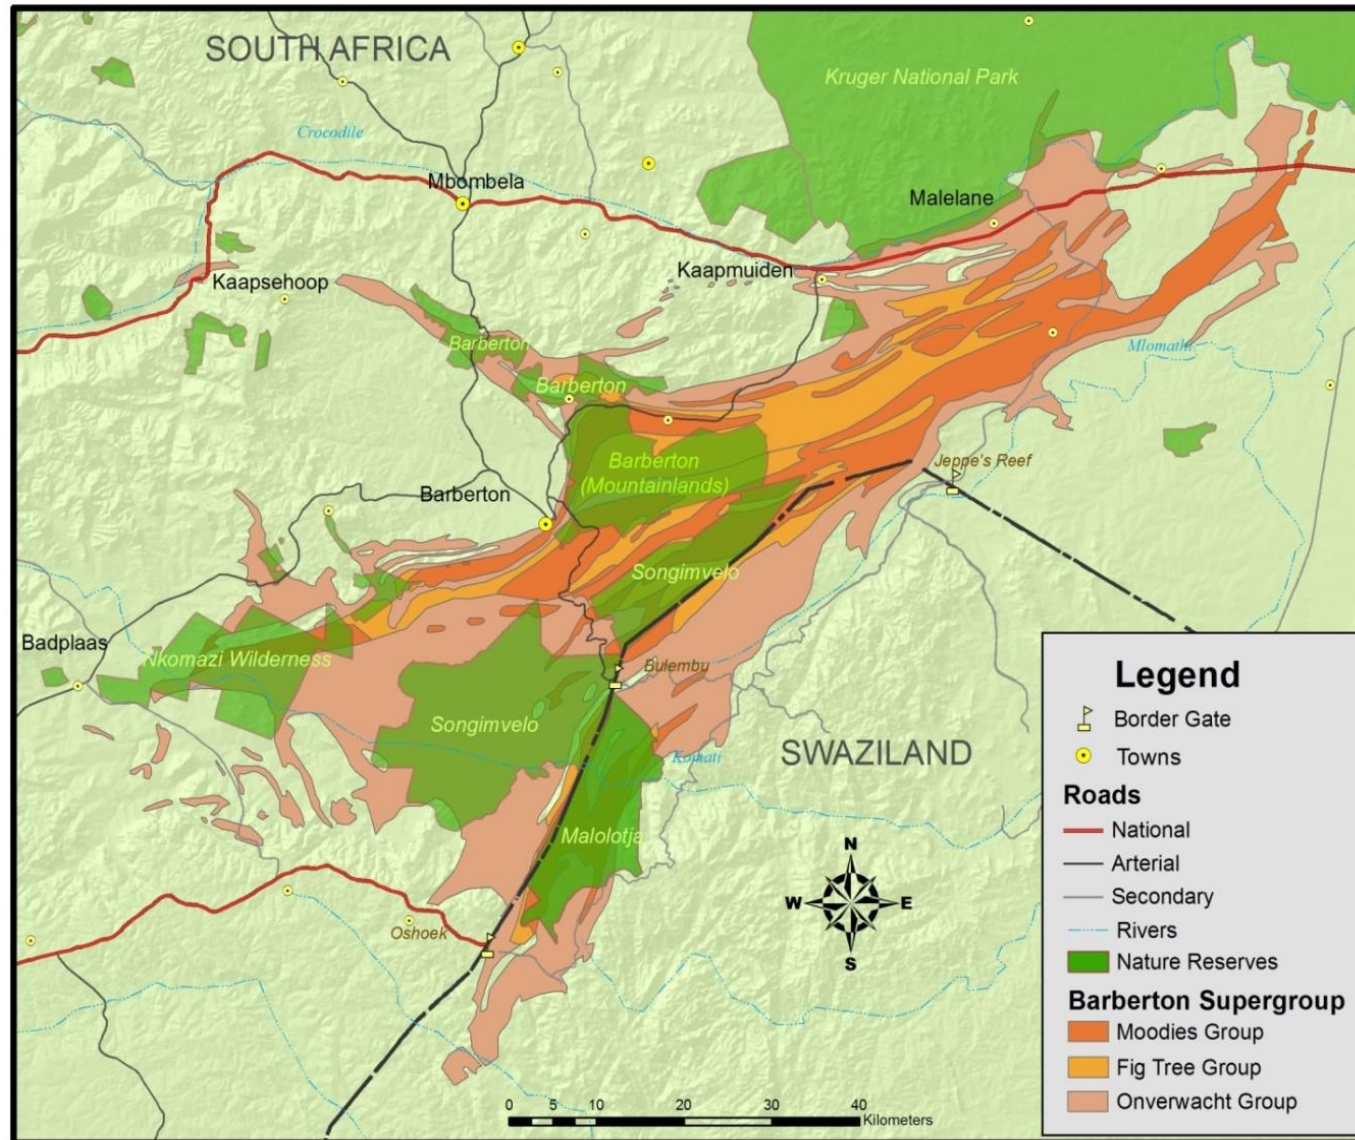 SOUTH AFRICA
Kruger National Park
Crocodile
Mbombela
Malelane
Kaapmuiden
Kaapsehoop
Barberton
Mlomathi
Barberton
Barberton
(Mountainlands)
Jeppe's Reef
Barberton
Songimvelo
Badplaas
Nkomazi Wilderness
Bulembu
Songimvelo
Komati
SWAZILAND
Malolotja
Oshoek
N
W
E
S
0 5 10 20 30 40
Kilometers
Legend
Border Gate
Towns
Roads
National
Arterial
Secondary
Rivers
Nature Reserves
Barberton Supergroup
Moodies Group
Fig Tree Group
Onverwacht Group